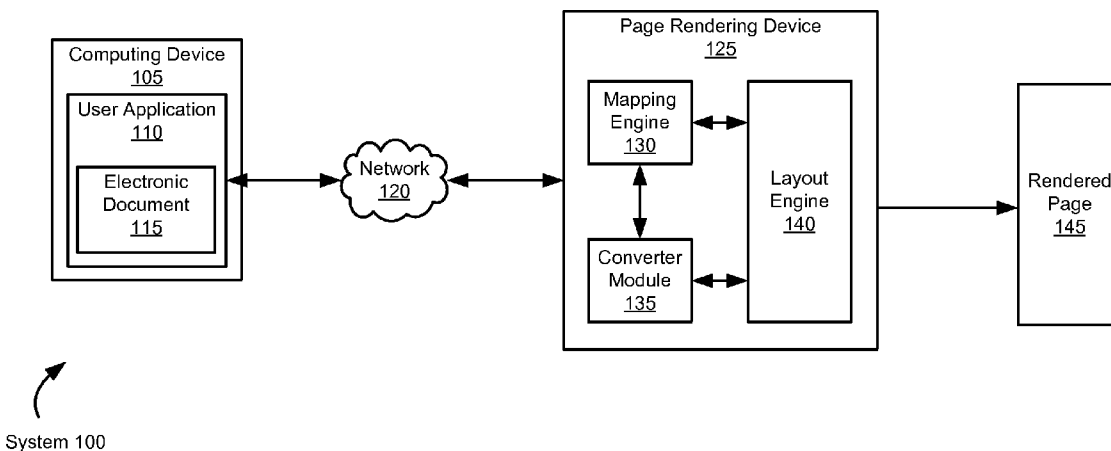 Computing Device
105
User Application
110
Electronic
Document
115
Network
120
Page Rendering Device
125
Mapping
Engine
130
Converter
Module
135
Layout
Engine
140
Rendered
Page
145
System 100